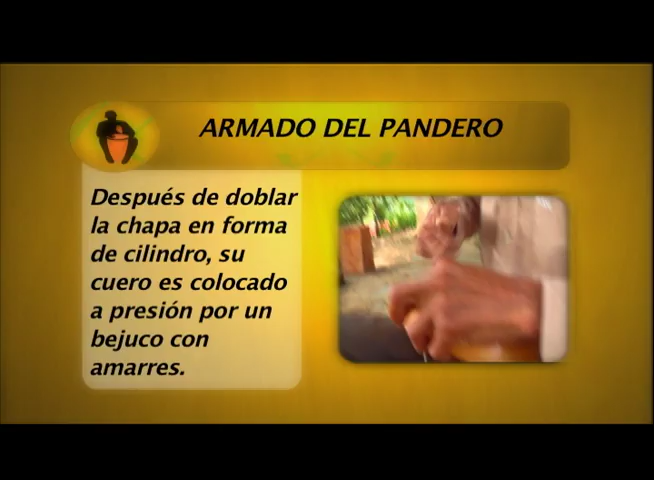 ARMADO DEL PANDERO
Después de doblar
la chapa en forma
de cilindro, su
cuero es colocado
a presión por un
bejuco con
amarres.